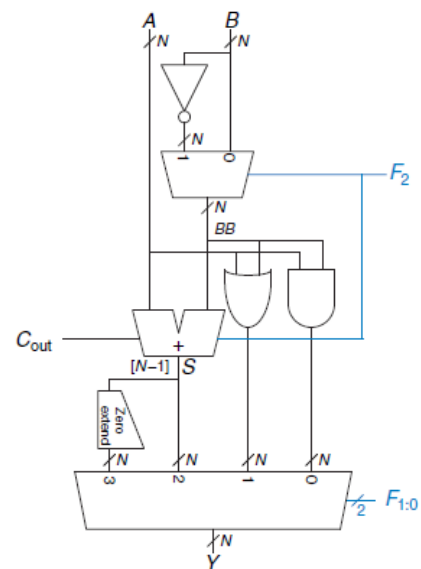 A B
N N
N
1 0
F2
N
BB
Cout
+
[N–1] S
Zero extend
N N N N
3 2 1 0
2 F1:0
N
Y